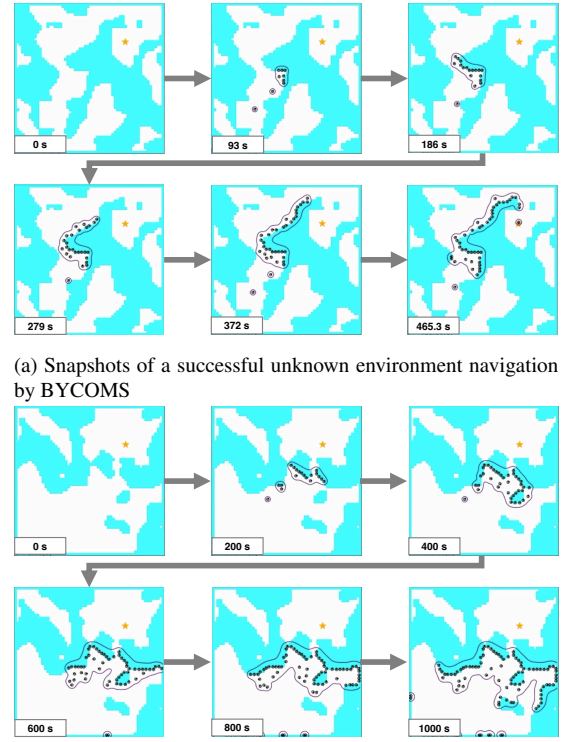 0 s
93 s
186 s
279 s
372 s
465.3 s
(a) Snapshots of a successful unknown environment navigation
by BYCOMS
0 s
200 s
400 s
600 s
800 s
1000 s